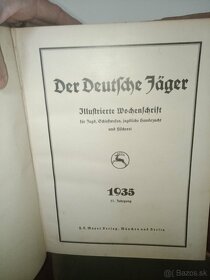 Der Deutsche Jäger
Illustrierte Wochenschrift
für Jagd, Schießwesen, jagdliche Hundezucht
und Fischerei
1935
Jahrgang
F. C. Mayer Verlag, München und Berlin
bazos.sk